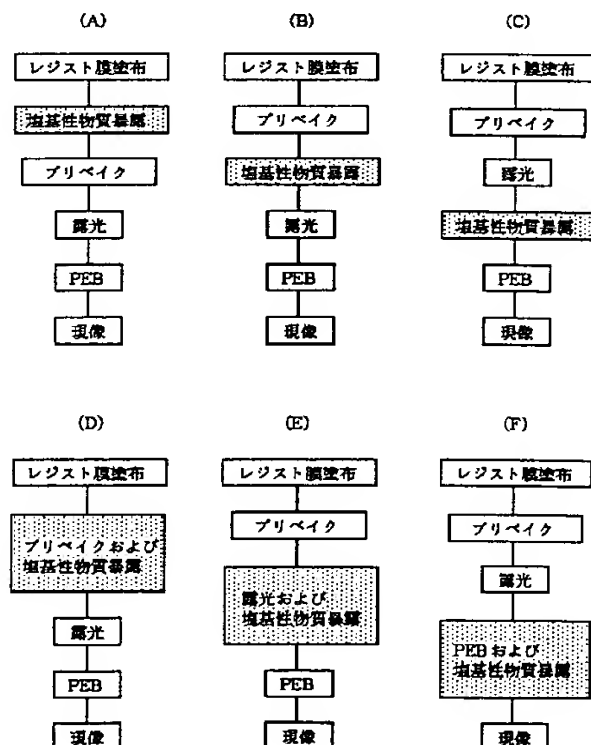 (A)
レジスト膜塗布
塩基性物質暴露
プリベイク
露光
PEB
現像
(B)
レジスト膜塗布
プリベイク
塩基性物質暴露
露光
PEB
現像
(C)
レジスト膜塗布
プリベイク
露光
塩基性物質暴露
PEB
現像
(D)
レジスト膜塗布
プリベイクおよび
塩基性物質暴露
露光
PEB
現像
(E)
レジスト膜塗布
プリベイク
露光および
塩基性物質暴露
PEB
現像
(F)
レジスト膜塗布
プリベイク
露光
PEBおよび
塩基性物質暴露
現像